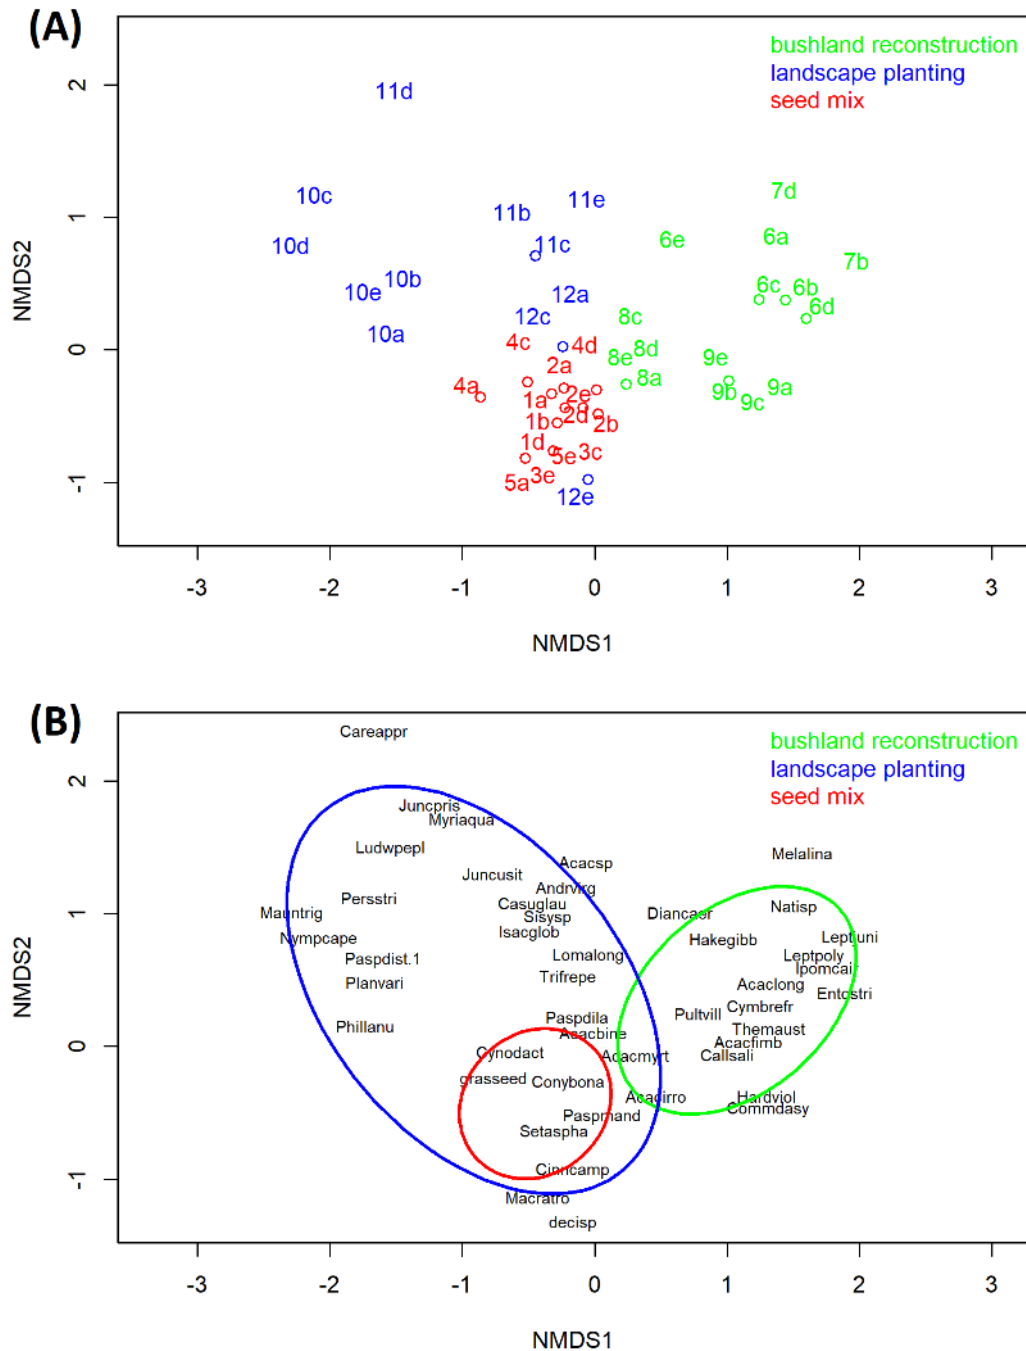 (A)
bushland reconstruction
landscape planting
seed mix
11d
10c
11b
11e
7d
10d
11c
6e
6a
7b
10e
10b
12a
6c
6b
6d
10a
12c
8c
4c
4d
8e
8d
9e
4a
2a
8a
9b
9a
1a
2e
9c
1b
2d
2b
1d
5e
3c
5a
3e
12e
2
1
0
-1
NMDS2
-3
-2
-1
0
1
2
3
NMDS1
(B)
bushland reconstruction
landscape planting
seed mix
Careappr
Juncpris
Myriaqua
Ludwpepl
Acacsp
Melalina
Juncusit
Andrvirg
Persstri
Casuglau
Mauntrig
Sisysp
Diancaer
Natisp
Isacglob
Nympcape
Hakegibb
Leptjuni
Paspdist.1
Lomalong
Leptpoly
Ipomcair
Planvari
Trifrepe
Acaclong
Entostri
Phillanu
Paspdila
Pultvill
Cymbrefr
Acacbine
Themaust
Cynodact
Acacmyrt
Acacfimb
Callsali
grasseed
Conybona
Acacirro
Hardviol
Commdasy
Paspmand
Setaspha
Cinncamp
Macratro
decisp
2
1
0
-1
NMDS2
-3
-2
-1
0
1
2
3
NMDS1